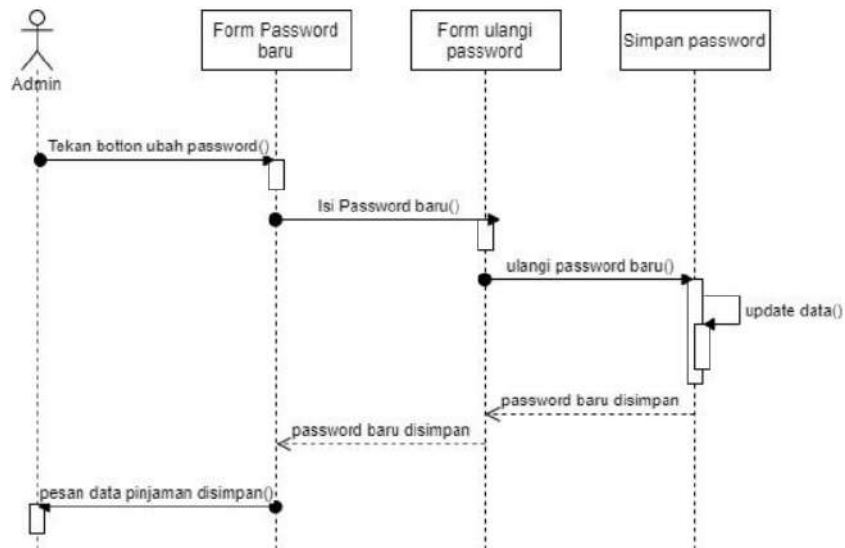 Form Password
baru
Form ulangi
password
Simpan password
Admin
Tekan botton ubah password()
Isi Password baru()
ulangi password baru()
update data()
password baru disimpan
password baru disimpan
pesan data pinjaman disimpan()